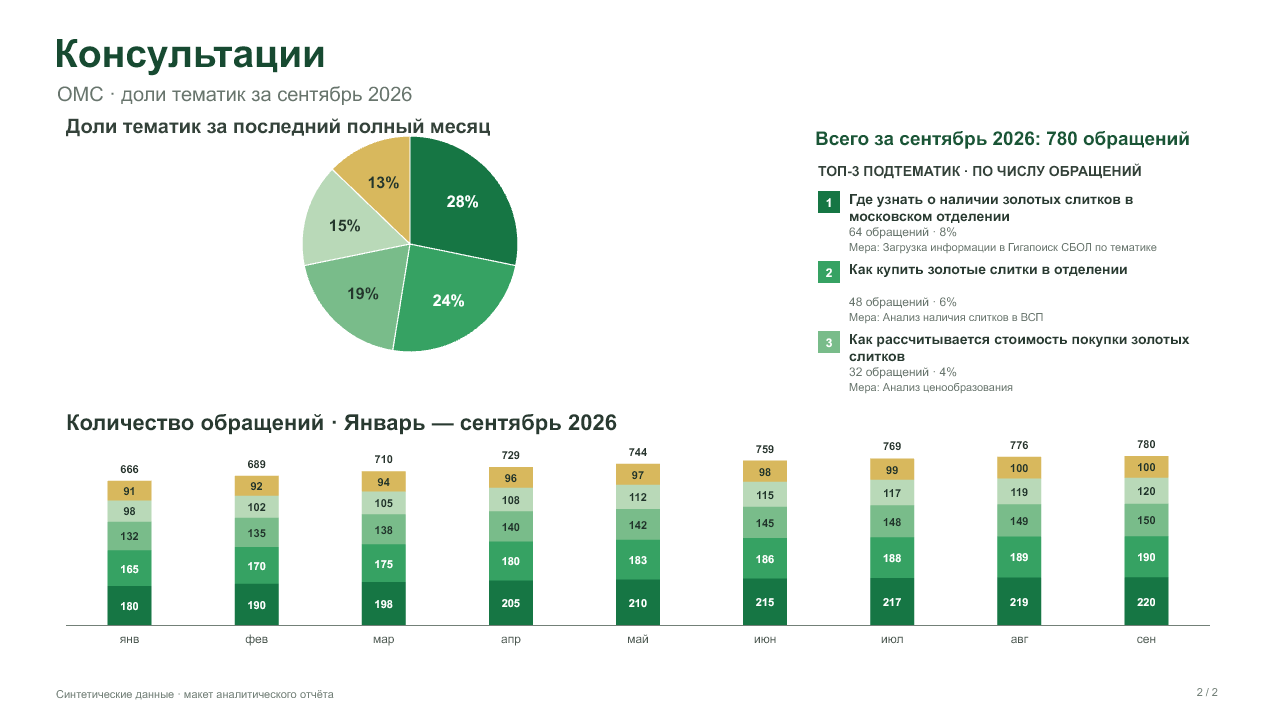 Консультации
ОМС · доли тематик за сентябрь 2026
Доли тематик за последний полный месяц
13%
28%
15%
19%
24%
Всего за сентябрь 2026: 780 обращений
ТОП-3 ПОДТЕМАТИК · ПО ЧИСЛУ ОБРАЩЕНИЙ
1
Где узнать о наличии золотых слитков в
московском отделении
64 обращений · 8%
Мера: Загрузка информации в Гигапоиск СБОЛ по тематике
2
Как купить золотые слитки в отделении
48 обращений · 6%
Мера: Анализ наличия слитков в ВСП
3
Как рассчитывается стоимость покупки золотых
слитков
32 обращений · 4%
Мера: Анализ ценообразования
Количество обращений · Январь — сентябрь 2026
666 689 710 729 744 759 769 776 780
91 92 94 96 97 98 99 100 100
98 102 105 108 112 115 117 119 120
132 135 138 140 142 145 148 149 150
165 170 175 180 183 186 188 189 190
180 190 198 205 210 215 217 219 220
янв фев мар апр май июн июл авг сен
Синтетические данные · макет аналитического отчёта
2 / 2